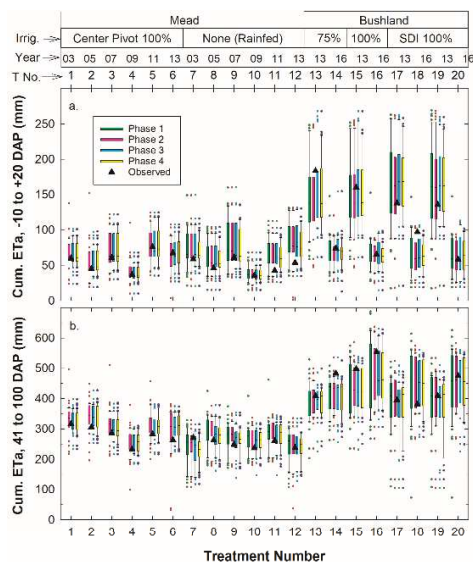 Mead Bushland
Irrig. Center Pivot 100% None (Rainfed) 75% 100% SDI 100%
Year 03 05 07 09 11 13 03 05 07 09 11 13 13 16 13 16 13 16 13 16
T No. 1 2 3 4 5 6 7 8 9 10 11 12 13 14 15 16 17 18 19 20
Cum. ETa, -10 to +20 DAP (mm)
a.
Phase 1
Phase 2
Phase 3
Phase 4
Observed
250
200
150
100
50
0
Cum. ETa, 41 to 100 DAP (mm)
b.
600
500
400
300
200
100
0
1 2 3 4 5 6 7 8 9 10 11 12 13 14 15 16 17 18 19 20
Treatment Number